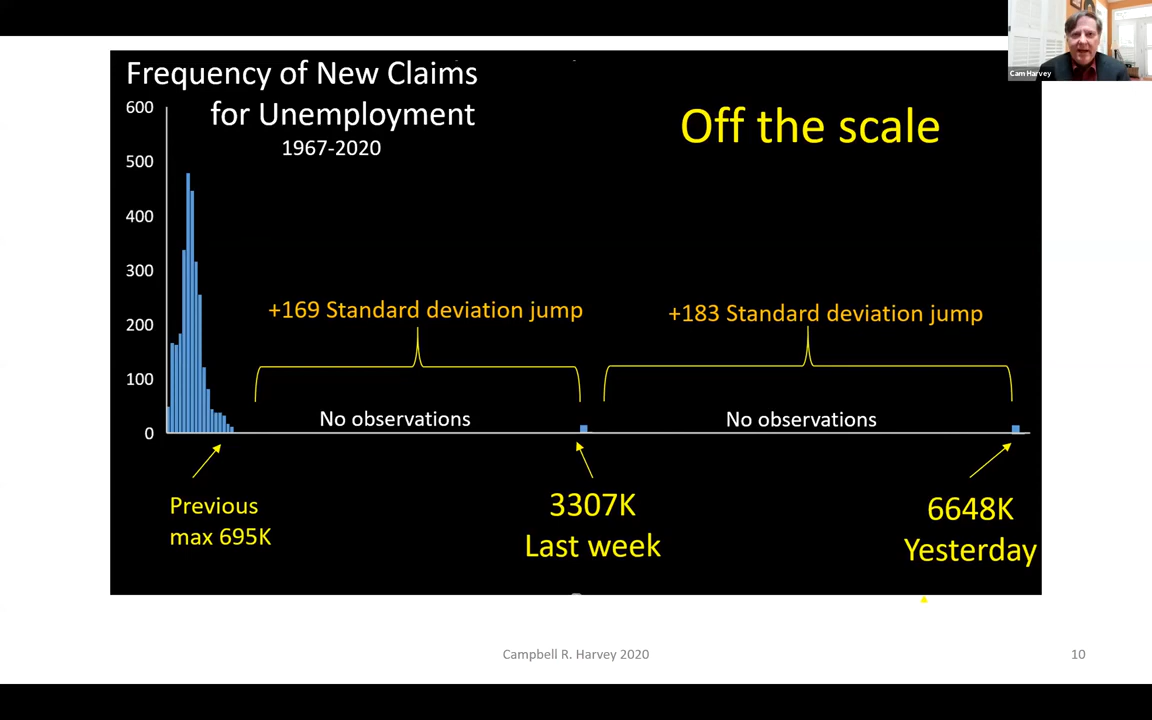 Cam Harvey
Frequency of New Claims
for Unemployment
1967-2020
Off the scale
600
500
400
300
200
100
0
+169 Standard deviation jump
+183 Standard deviation jump
No observations
No observations
Previous
max 695K
3307K
Last week
6648K
Yesterday
Campbell R. Harvey 2020
10